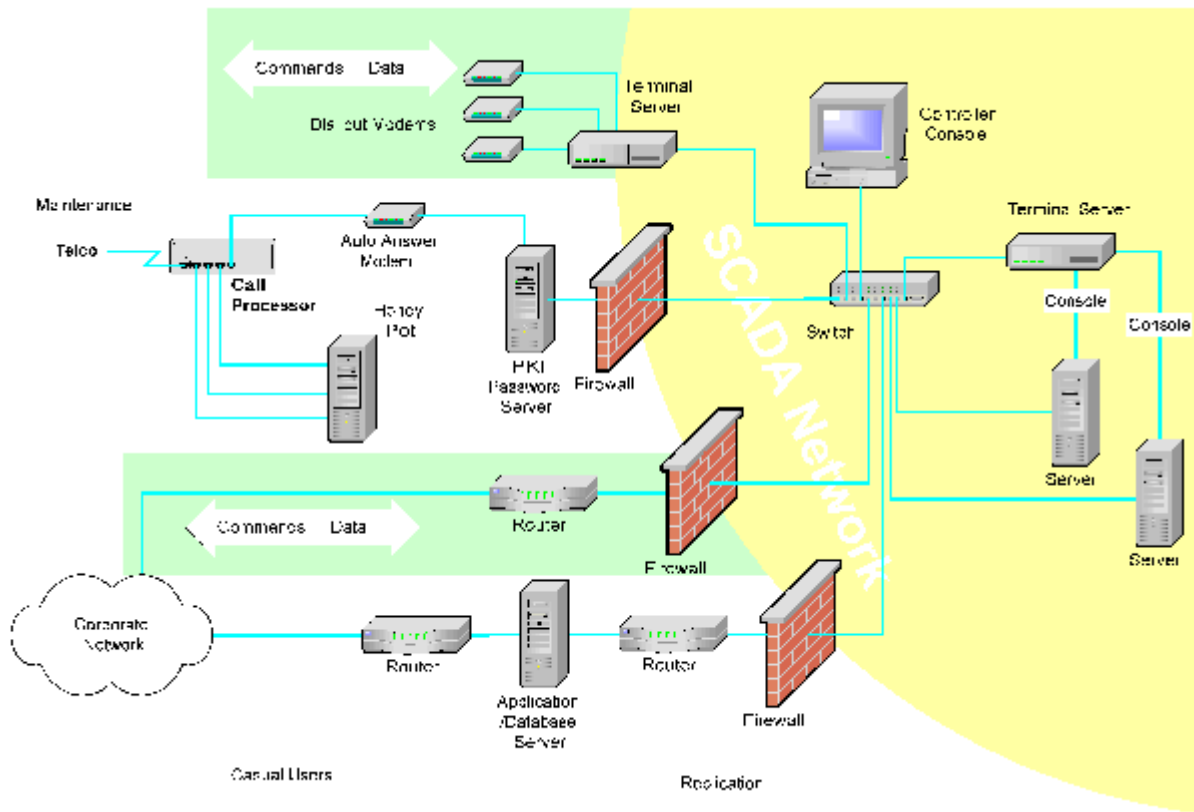 Commands Data
Terminal
Server
Dial-out Modems
Controller
Console
Maintenance
Telco
Auto Answer
Modem
Call
Processor
Honey
Pot
PKI
Password
Server
Firewall
SCADA Network
Switch
Terminal Server
Console
Console
Server
Server
Commands Data
Router
Firewall
Corporate
Network
Router
Application
/Database
Server
Router
Firewall
Casual Users
Replication